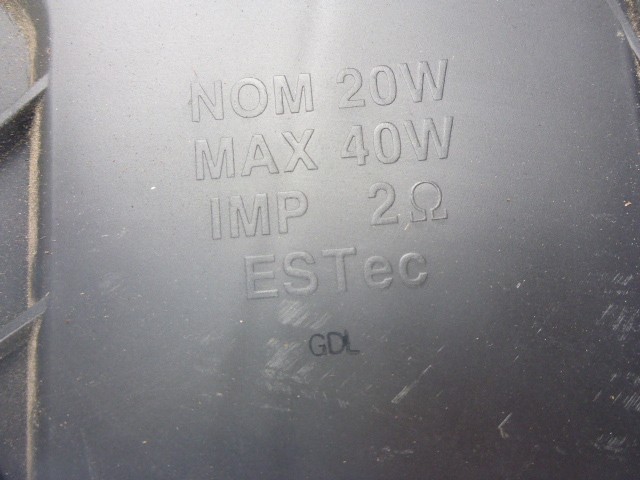 NOM 20W
MAX 40W
IMP 2Ω
ESTec
GDL